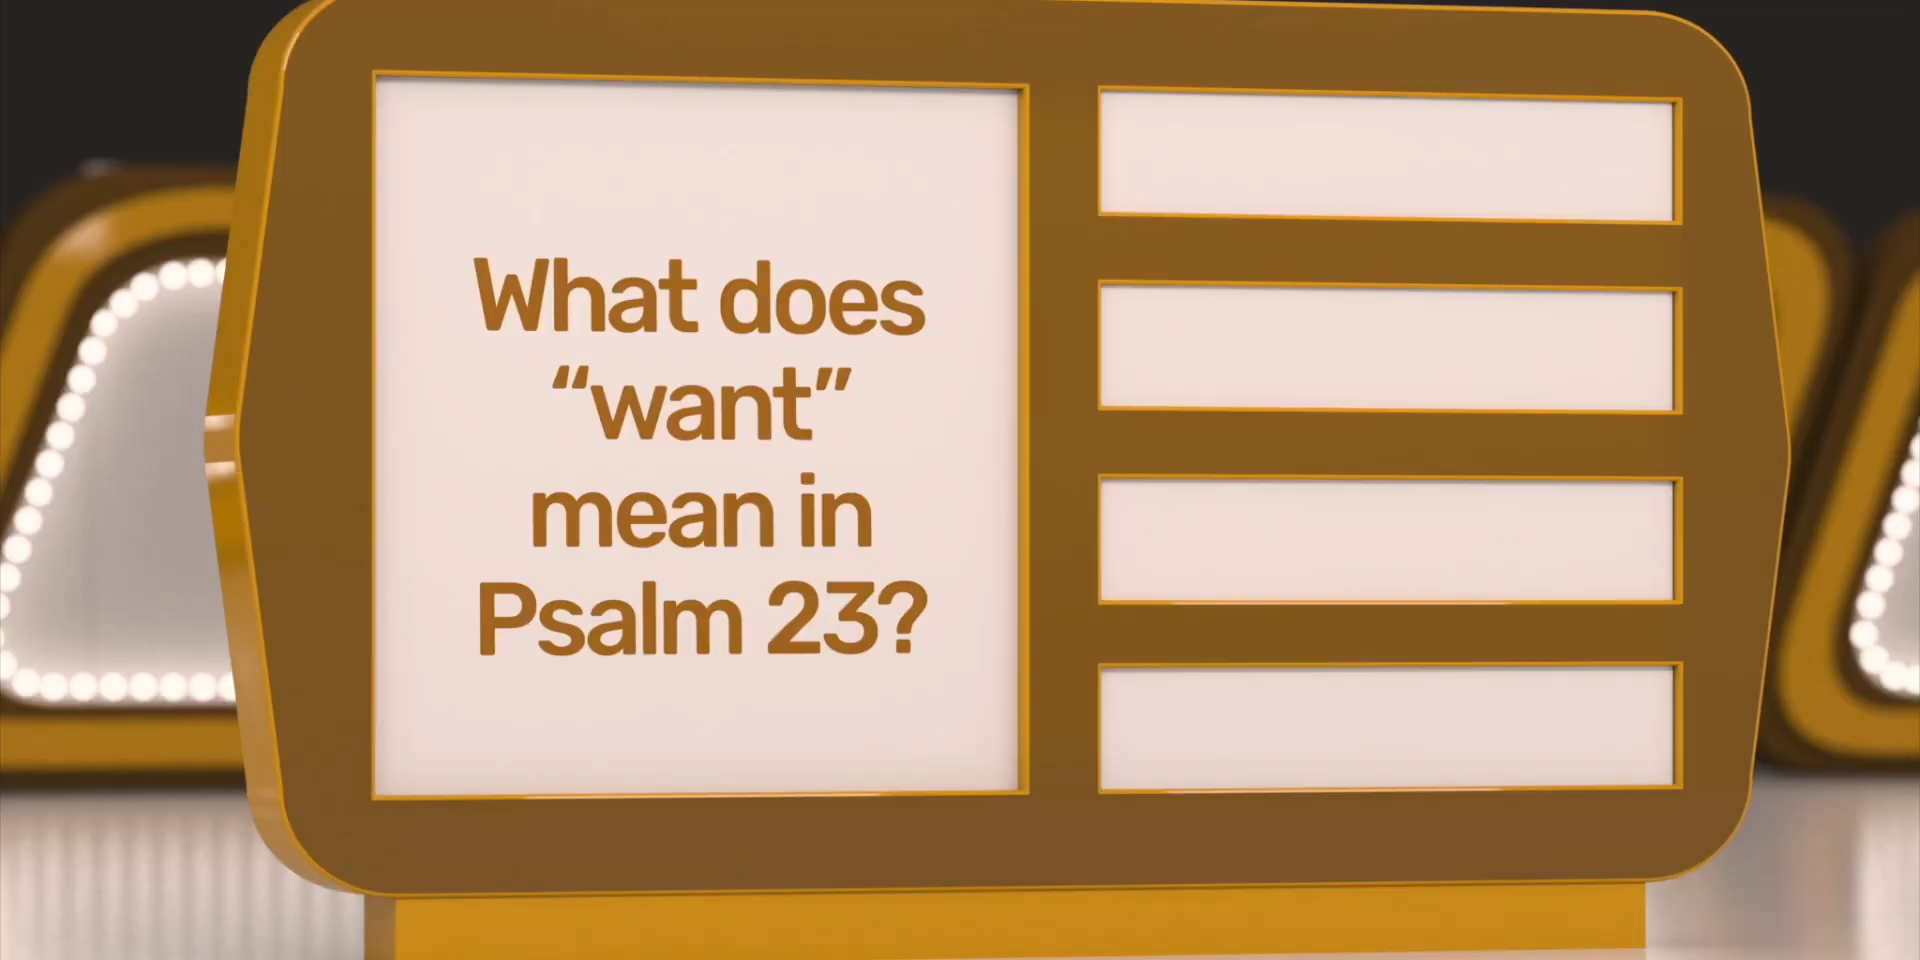 What does
“want”
mean in
Psalm 23?